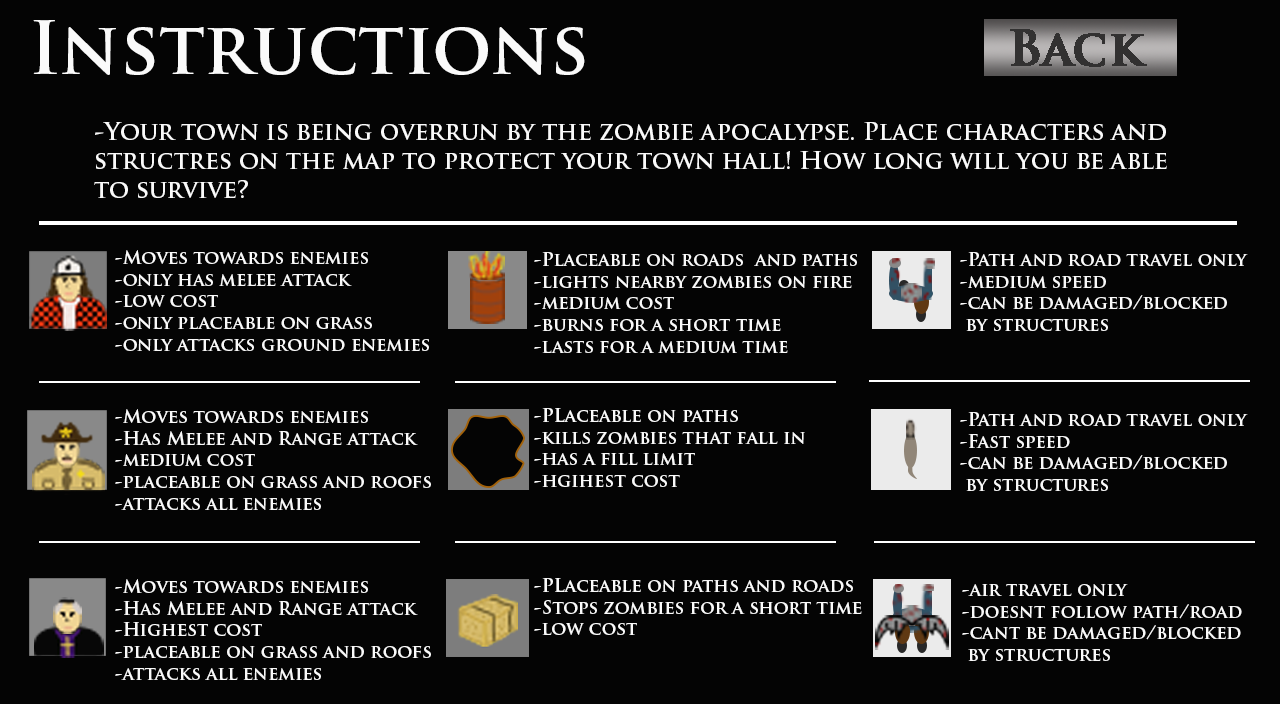 Instructions
Back
-Your town is being overrun by the zombie apocalypse. Place characters and
structres on the map to protect your town hall! How long will you be able
to survive?
-Moves towards enemies
-only has melee attack
-low cost
-only placeable on grass
-only attacks ground enemies
-Placeable on roads and paths
-lights nearby zombies on fire
-medium cost
-burns for a short time
-lasts for a medium time
-Path and road travel only
-medium speed
-can be damaged/blocked
by structures
-Moves towards enemies
-Has Melee and Range attack
-medium cost
-placeable on grass and roofs
-attacks all enemies
-PLaceable on paths
-kills zombies that fall in
-has a fill limit
-hgihest cost
-Path and road travel only
-Fast speed
-can be damaged/blocked
by structures
-Moves towards enemies
-Has Melee and Range attack
-Highest cost
-placeable on grass and roofs
-attacks all enemies
-PLaceable on paths and roads
-Stops zombies for a short time
-low cost
-air travel only
-doesnt follow path/road
-cant be damaged/blocked
by structures